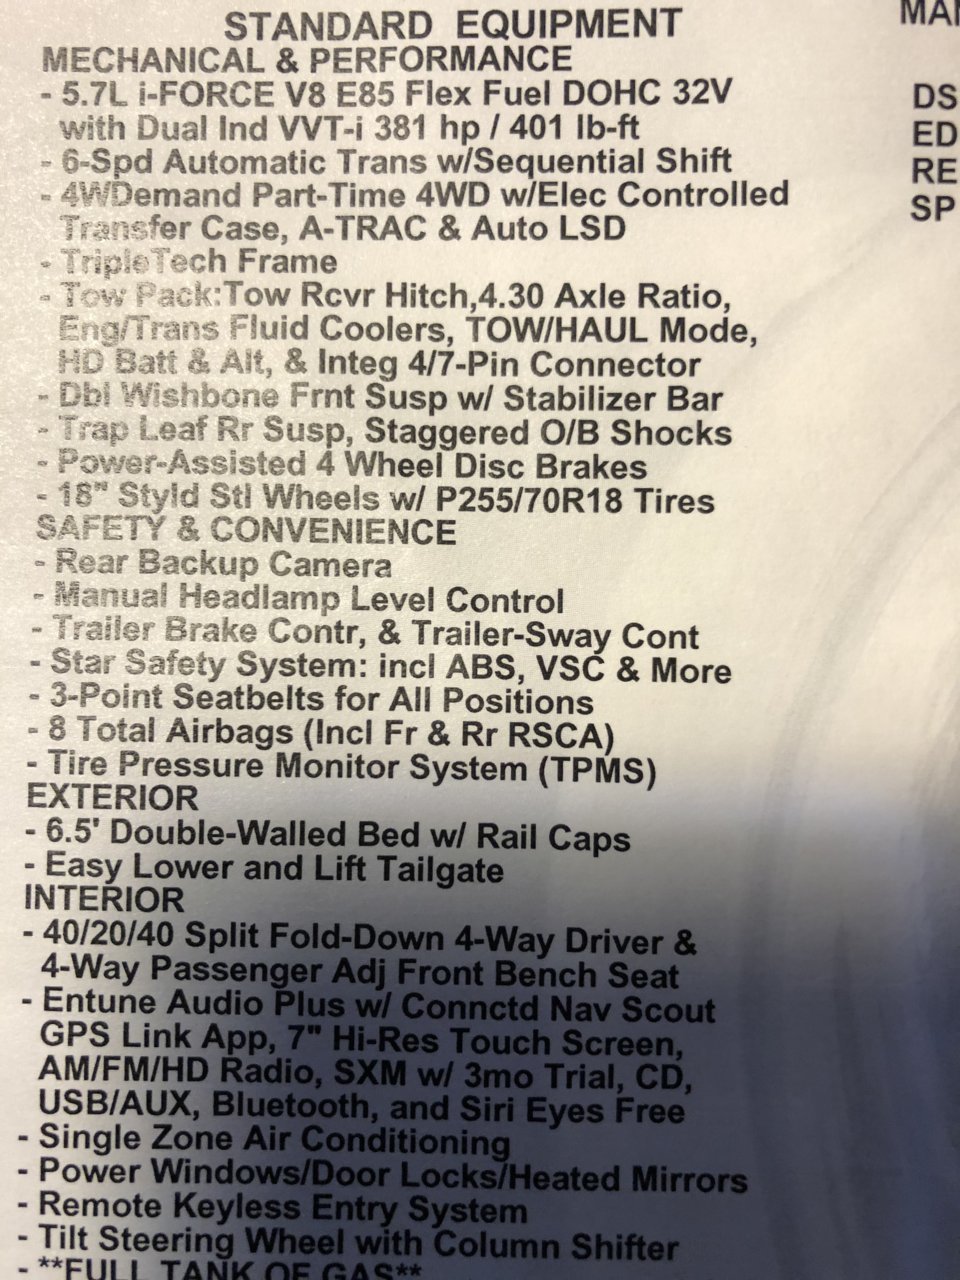 STANDARD EQUIPMENT
MECHANICAL & PERFORMANCE
- 5.7L i-FORCE V8 E85 Flex Fuel DOHC 32V
with Dual Ind VVT-i 381 hp / 401 lb-ft
- 6-Spd Automatic Trans w/Sequential Shift
- 4WDemand Part-Time 4WD w/Elec Controlled
Transfer Case, A-TRAC & Auto LSD
- TripleTech Frame
- Tow Pack:Tow Rcvr Hitch,4.30 Axle Ratio,
Eng/Trans Fluid Coolers, TOW/HAUL Mode,
HD Batt & Alt, & Integ 4/7-Pin Connector
- Dbl Wishbone Frnt Susp w/ Stabilizer Bar
- Trap Leaf Rr Susp, Staggered O/B Shocks
- Power-Assisted 4 Wheel Disc Brakes
- 18" Styld Stl Wheels w/ P255/70R18 Tires
SAFETY & CONVENIENCE
- Rear Backup Camera
- Manual Headlamp Level Control
- Trailer Brake Contr, & Trailer-Sway Cont
- Star Safety System: incl ABS, VSC & More
- 3-Point Seatbelts for All Positions
- 8 Total Airbags (Incl Fr & Rr RSCA)
- Tire Pressure Monitor System (TPMS)
EXTERIOR
- 6.5' Double-Walled Bed w/ Rail Caps
- Easy Lower and Lift Tailgate
INTERIOR
- 40/20/40 Split Fold-Down 4-Way Driver &
4-Way Passenger Adj Front Bench Seat
- Entune Audio Plus w/ Connctd Nav Scout
GPS Link App, 7" Hi-Res Touch Screen,
AM/FM/HD Radio, SXM w/ 3mo Trial, CD,
USB/AUX, Bluetooth, and Siri Eyes Free
- Single Zone Air Conditioning
- Power Windows/Door Locks/Heated Mirrors
- Remote Keyless Entry System
- Tilt Steering Wheel with Column Shifter
- **FULL TANK OF GAS**
MAN
DS
ED
RE
SP